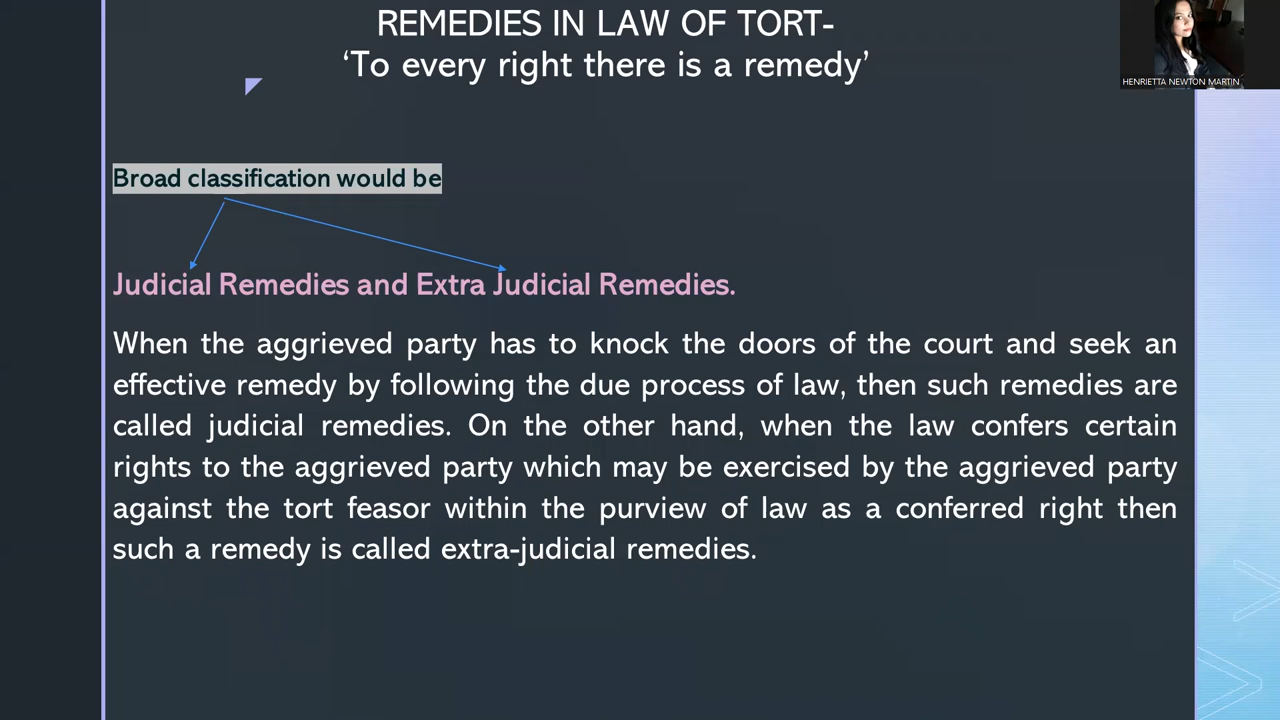 REMEDIES IN LAW OF TORT-
‘To every right there is a remedy’
HENRIETTA NEWTON MARTIN
Broad classification would be
Judicial Remedies and Extra Judicial Remedies.
When the aggrieved party has to knock the doors of the court and seek an
effective remedy by following the due process of law, then such remedies are
called judicial remedies. On the other hand, when the law confers certain
rights to the aggrieved party which may be exercised by the aggrieved party
against the tort feasor within the purview of law as a conferred right then
such a remedy is called extra-judicial remedies.